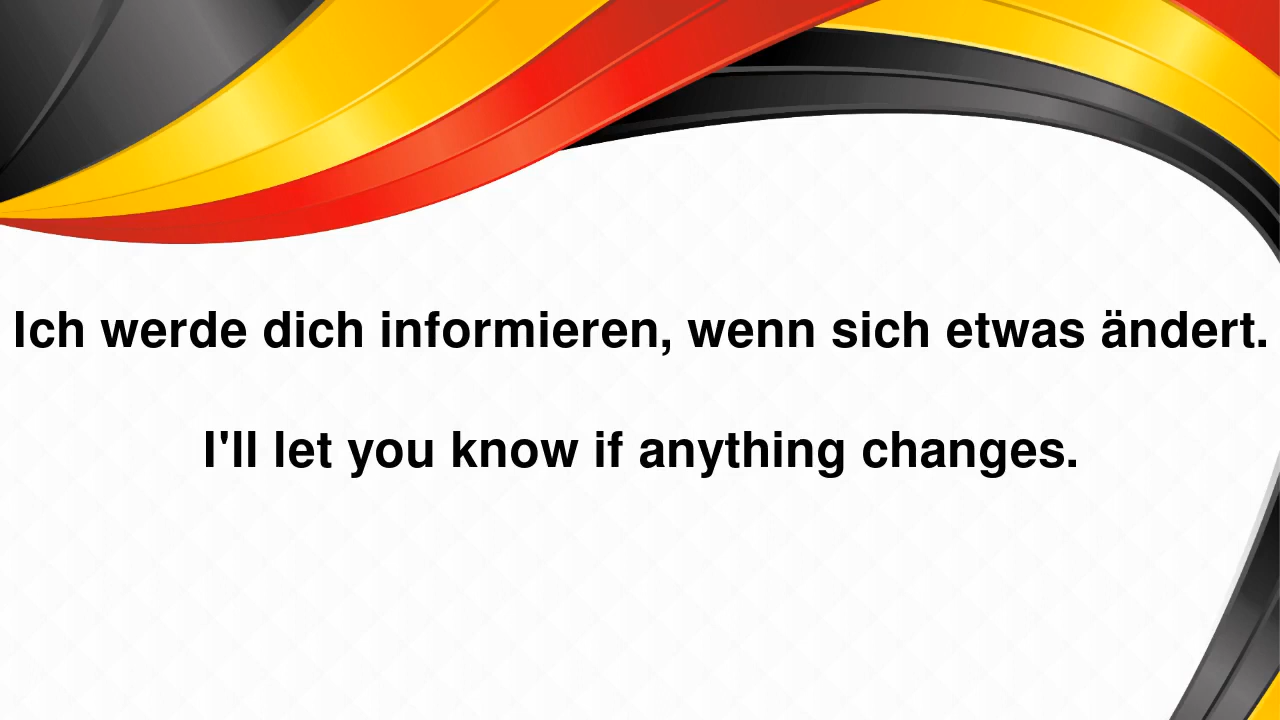 Ich werde dich informieren, wenn sich etwas ändert.
I'll let you know if anything changes.